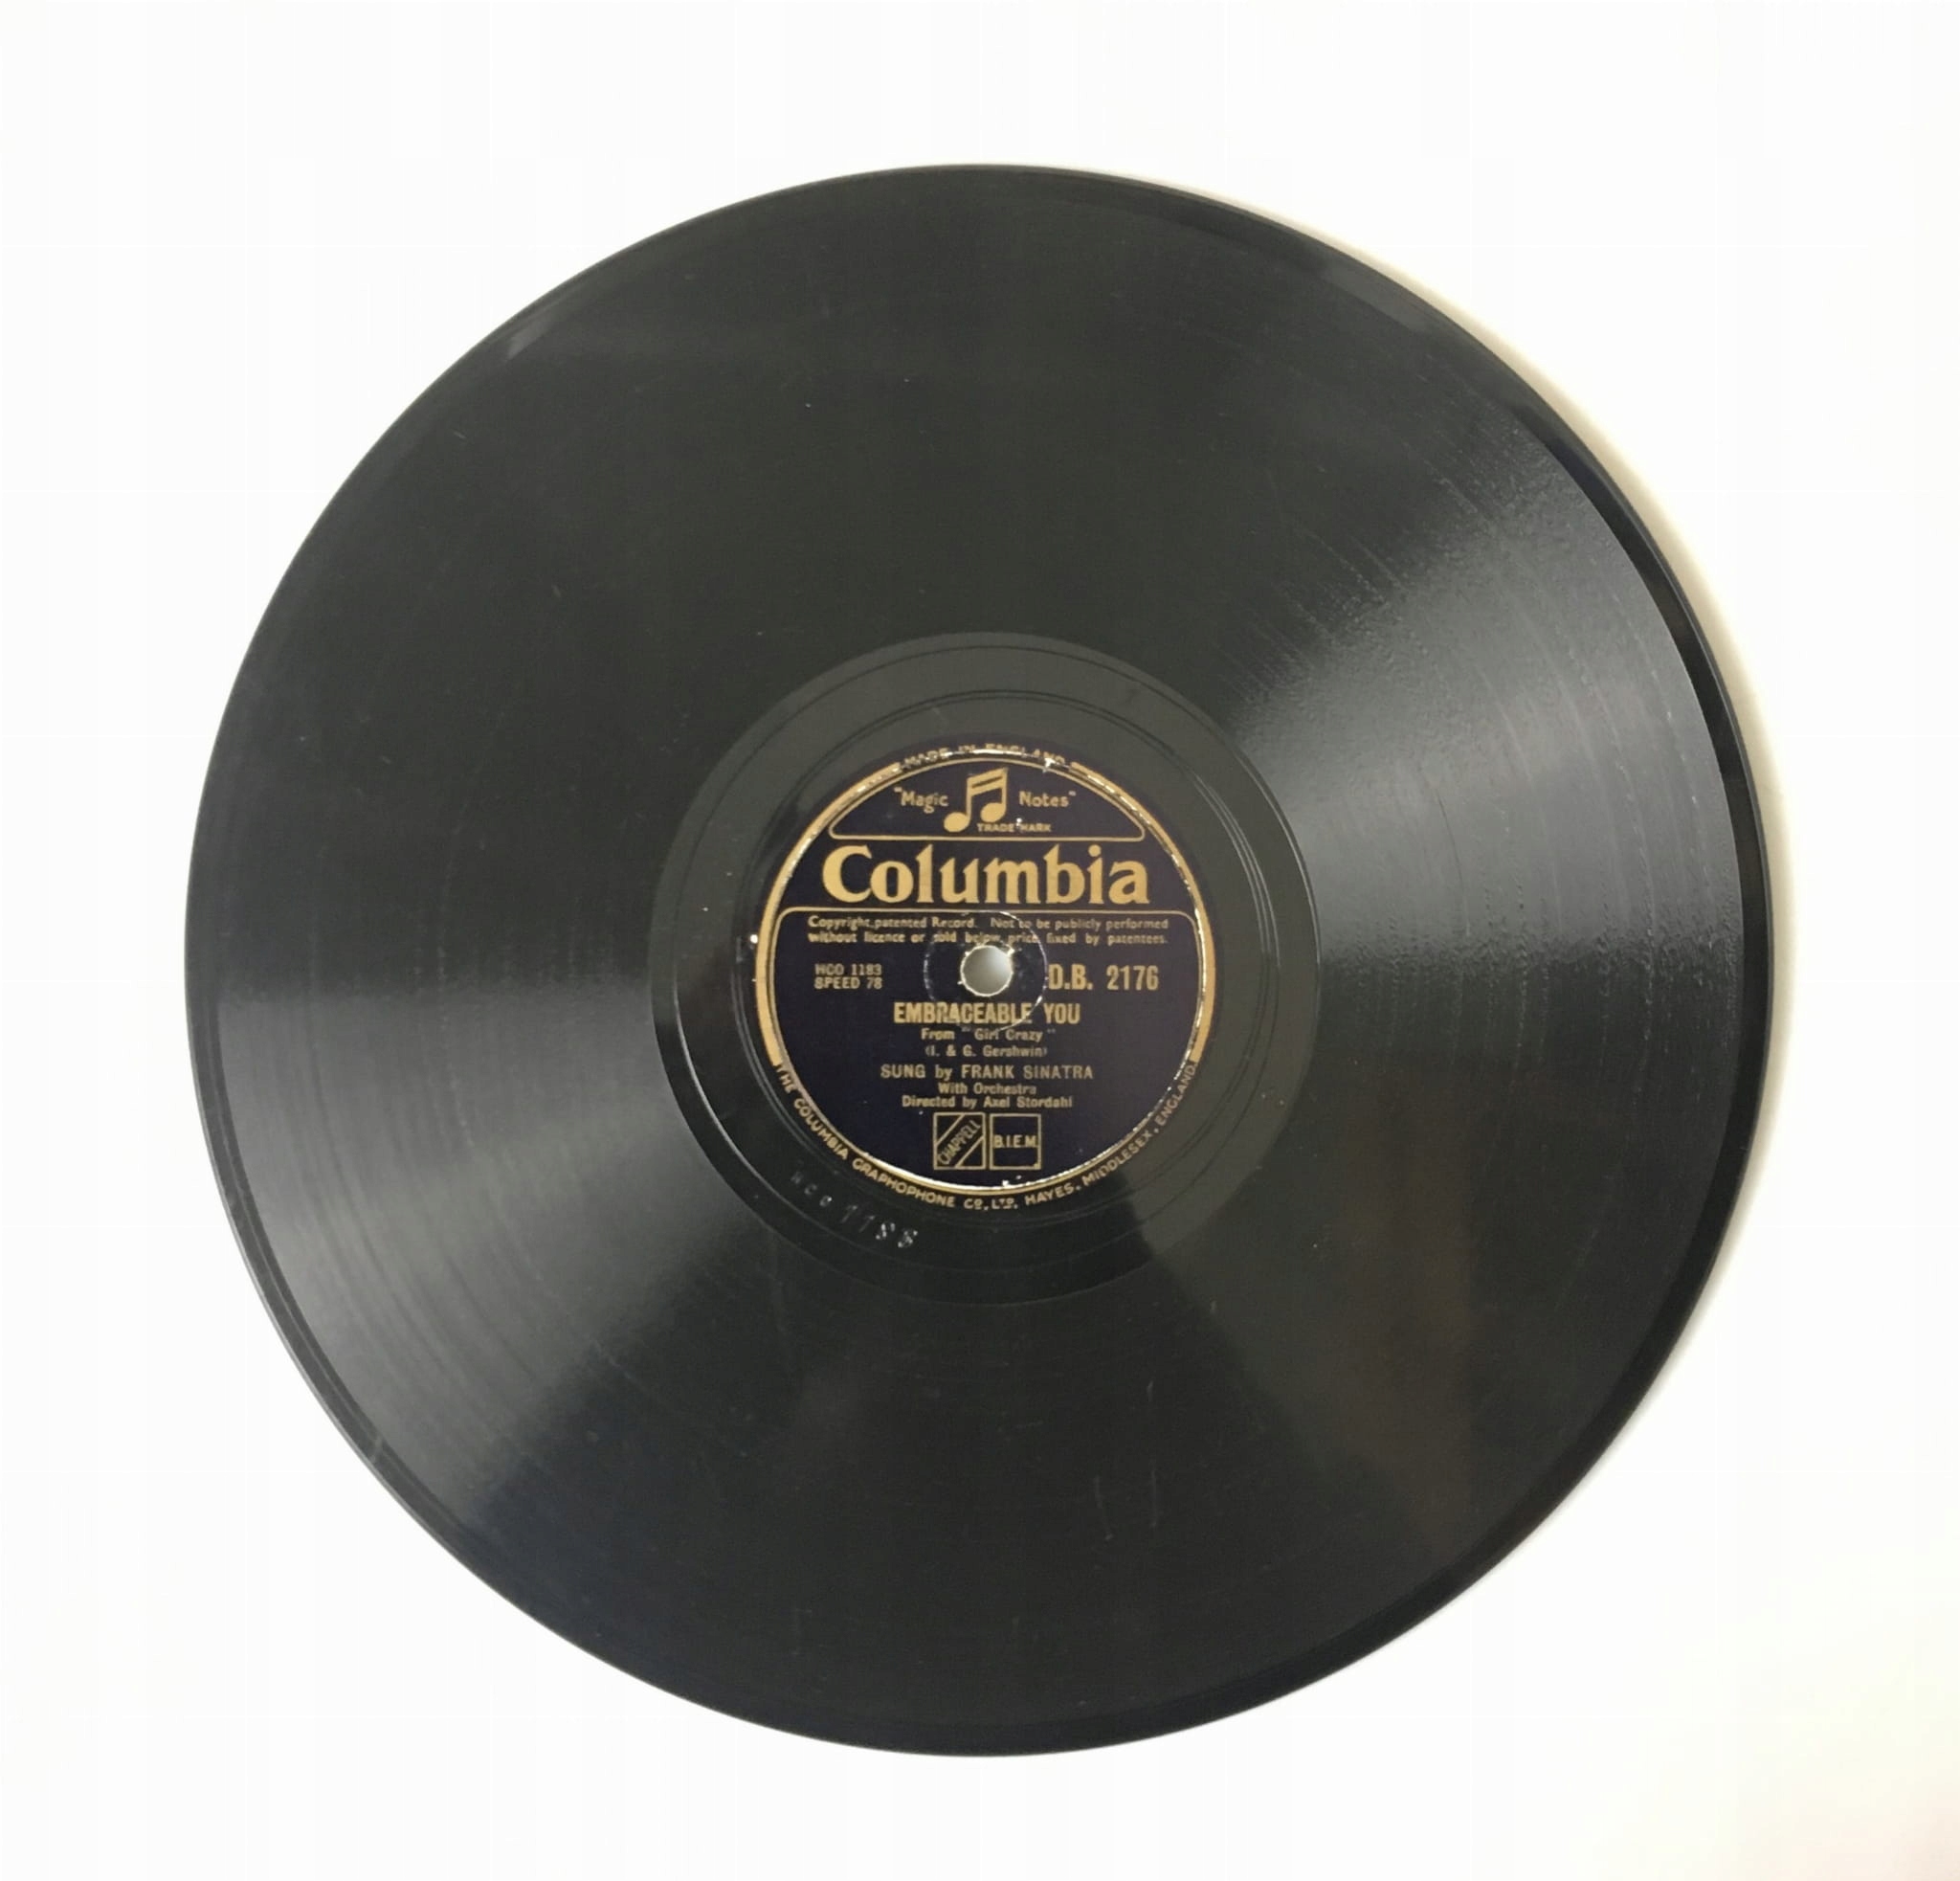 MADE IN ENGLAND
"Magic Notes"
TRADE MARK
Columbia
Copyright, patented Record. Not to be publicly performed
without licence or sold below price fixed by patentees.
HCO 1183
SPEED 78
D.B. 2176
EMBRACEABLE YOU
From "Girl Crazy"
(I. & G. Gershwin)
SUNG by FRANK SINATRA
With Orchestra
Directed by Axel Stordahl
CHAPPELL
B.I.E.M.
THE COLUMBIA GRAPHOPHONE CO, LTD. HAYES, MIDDLESEX, ENGLAND.